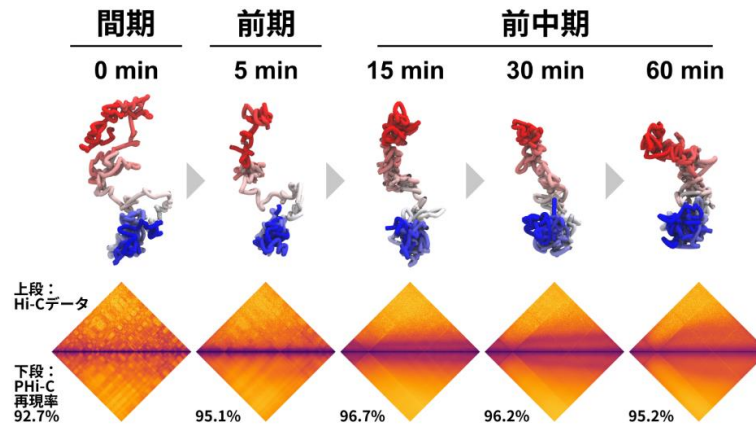 間期
前期
前中期
0 min
5 min
15 min
30 min
60 min
上段：
Hi-Cデータ
下段：
PHi-C
再現率
92.7%
95.1%
96.7%
96.2%
95.2%